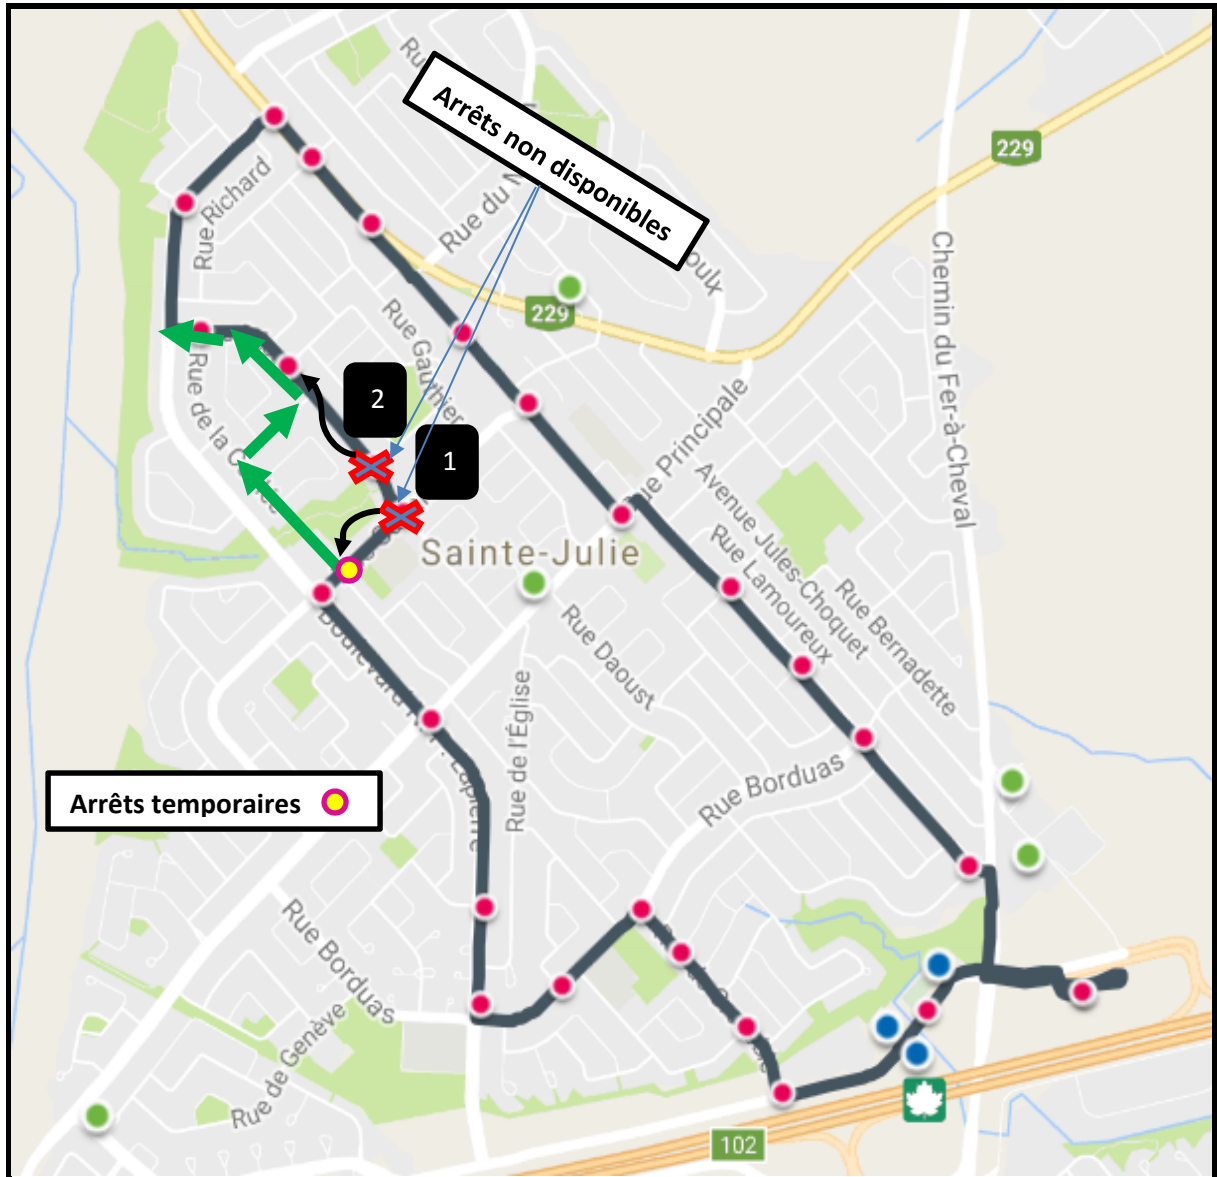 Arrêts non disponibles
229
Rue du
Rue Richard
229
Rue Gauthier
Chemin du Fer-à-Cheval
2
1
Rue de la
Rue Principale
Avenue Jules-Choquet
Rue Lamoureux
Rue Bernadette
Sainte-Julie
Rue Daoust
Boulevard
Rue de l'Église
Arrêts temporaires
Rue Borduas
Rue Borduas
Rue de Genève
102